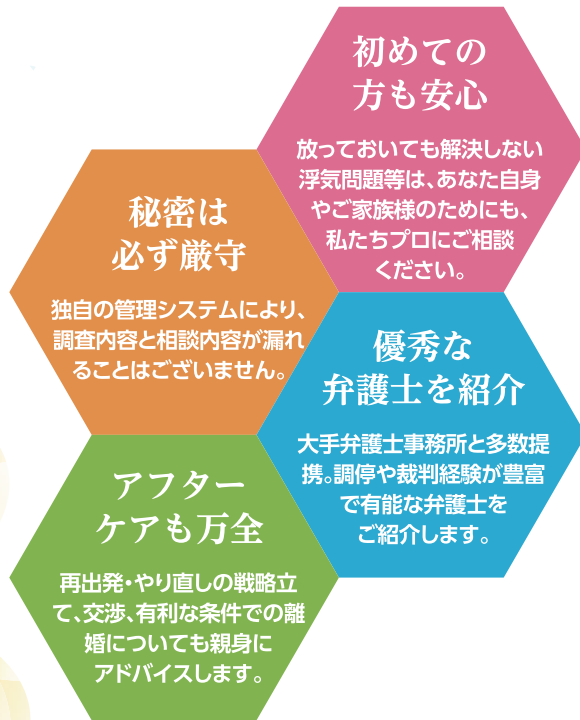 初めての
方も安心
放っておいても解決しない
浮気問題等は、あなた自身
やご家族様のためにも、
私たちプロにご相談
ください。
秘密は
必ず厳守
独自の管理システムにより、
調査内容と相談内容が漏れ
ることはございません。
優秀な
弁護士を紹介
大手弁護士事務所と多数提
携。調停や裁判経験が豊富
で有能な弁護士を
ご紹介します。
アフター
ケアも万全
再出発・やり直しの戦略立
て、交渉、有利な条件での離
婚についても親身に
アドバイスします。